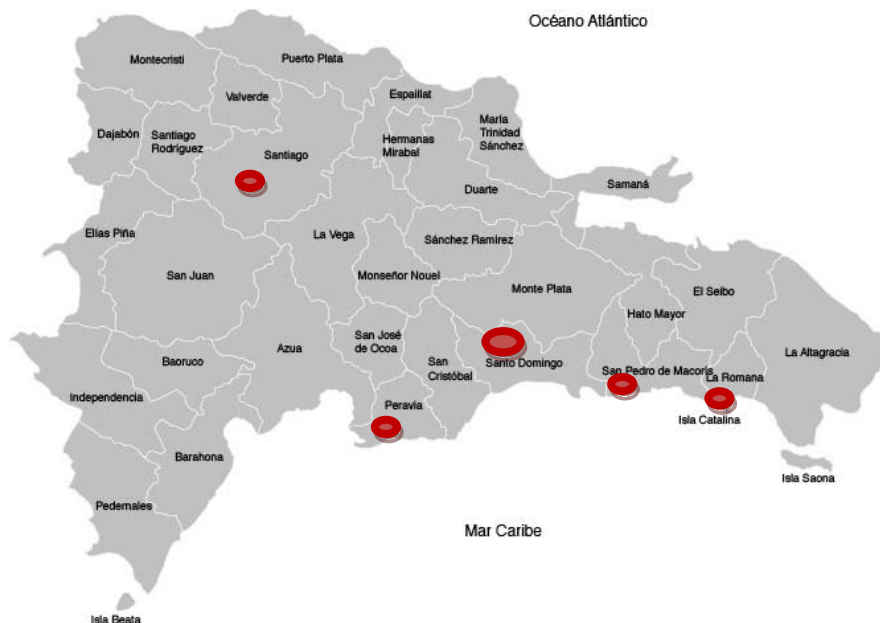 Océano Atlántico
Montecristi
Puerto Plata
Valverde
Espaillat
Dajabón
Santiago
Rodríguez
Santiago
Hermanas
Mirabal
María
Trinidad
Sánchez
Samaná
Duarte
Elías Piña
La Vega
Sánchez Ramírez
San Juan
Monseñor Nouel
Monte Plata
El Seibo
Hato Mayor
Azua
San José
de Ocoa
San
Cristóbal
Santo Domingo
Baoruco
La Altagracia
San Pedro de Macorís
La Romana
Independencia
Peravia
Isla Catalina
Barahona
Isla Saona
Pedernales
Mar Caribe
Isla Beata